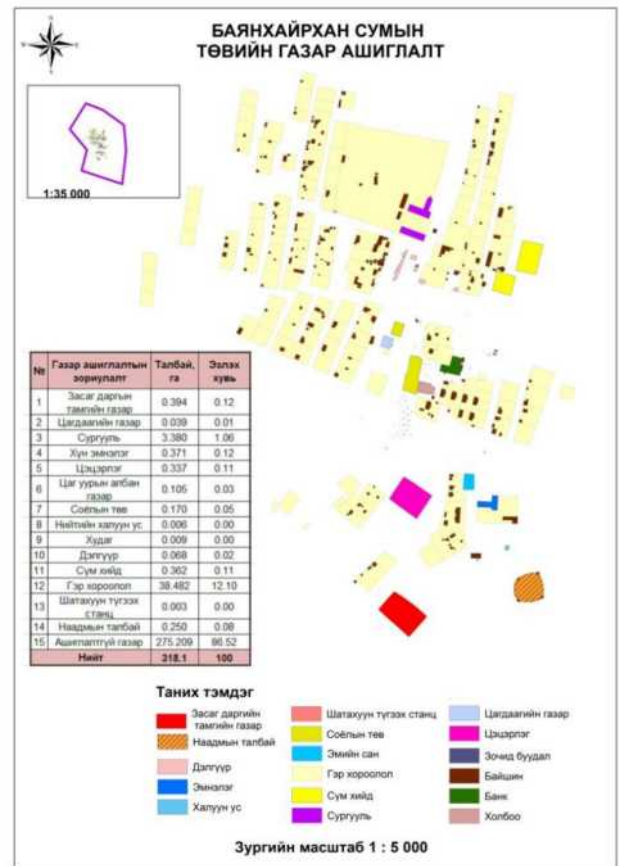 БАЯНХАЙРХАН СУМЫН
ТӨВИЙН ГАЗАР АШИГЛАЛТ
1:35 000
№ Газар ашиглалтын зориулалт Талбай, га Эзлэх хувь
1 Засаг даргын тамгийн газар 0.394 0.12
2 Цагдаагийн газар 0.039 0.01
3 Сургууль 3.380 1.06
4 Хүн эмнэлэг 0.371 0.12
5 Цэцэрлэг 0.337 0.11
6 Цаг уурын албан газар 0.105 0.03
7 Соёлын төв 0.170 0.05
8 Нийтийн халуун ус 0.006 0.00
9 Худаг 0.009 0.00
10 Дэлгүүр 0.068 0.02
11 Сүм хийд 0.362 0.11
12 Гэр хороолол 38.482 12.10
13 Шатахуун түгээх станц 0.003 0.00
14 Наадмын талбай 0.250 0.08
15 Ашиглалтгүй газар 275.209 86.52
Нийт 318.1 100
Таних тэмдэг
Засаг даргийн тамгийн газар
Наадмын талбай
Дэлгүүр
Эмнэлэг
Халуун ус
Шатахуун түгээх станц
Соёлын төв
Эмийн сан
Гэр хороолол
Сүм хийд
Сургууль
Цагдаагийн газар
Цэцэрлэг
Зочид буудал
Байшин
Банк
Холбоо
Зургийн масштаб 1 : 5 000